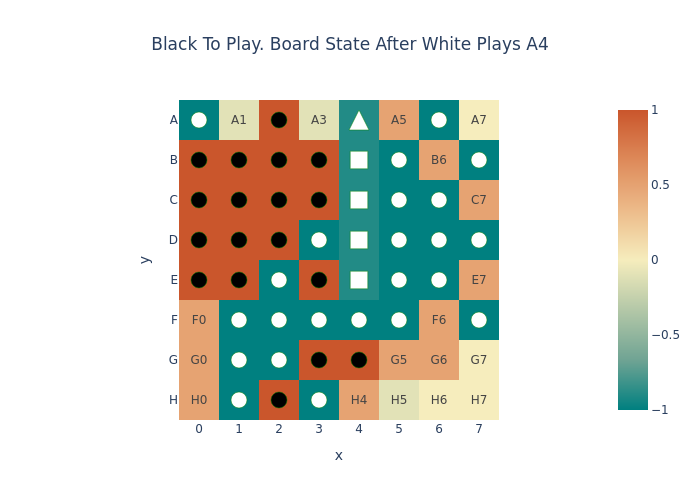 Black To Play. Board State After White Plays A4
A A1 A3 A5 A7
B B6
C C7
D
E E7
F F0 F6
G G0 G5 G6 G7
H H0 H4 H5 H6 H7
0 1 2 3 4 5 6 7
x
y
1
0.5
0
−0.5
−1